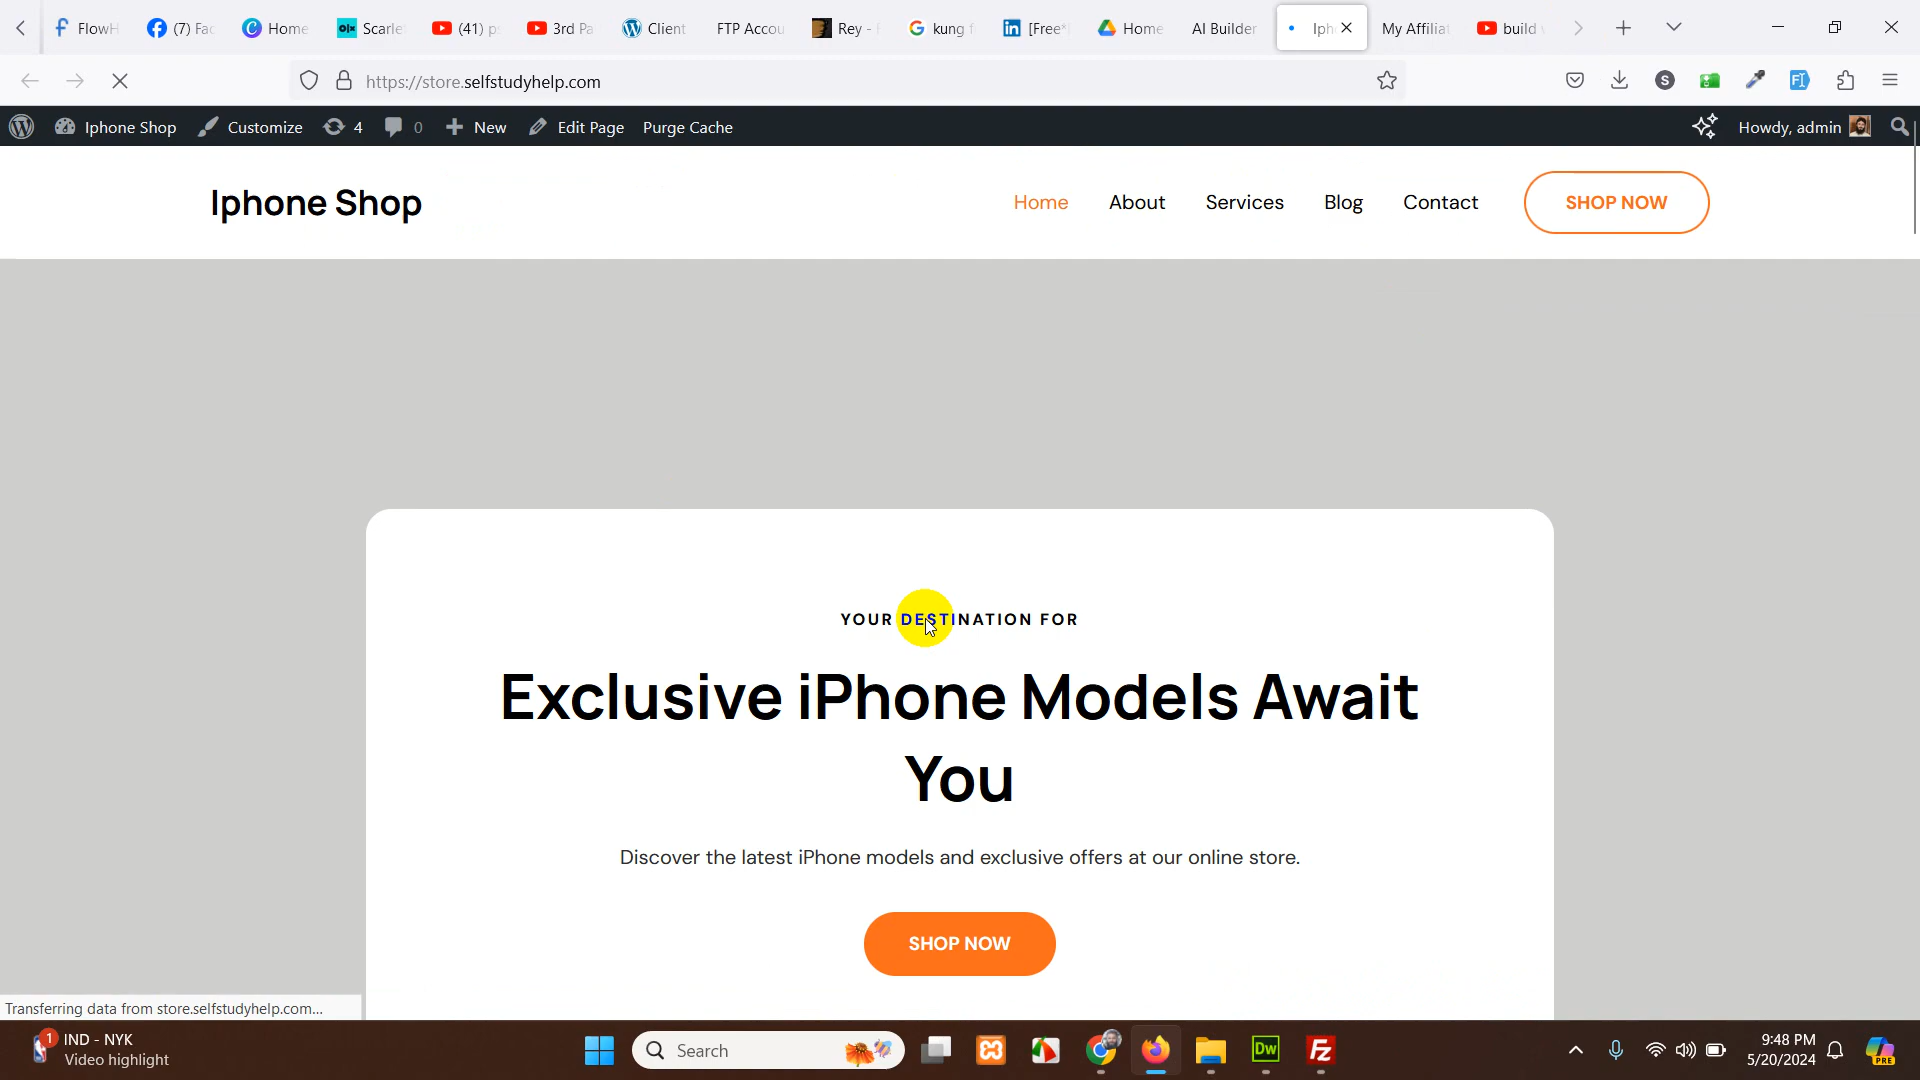 FlowH
(7) Fac
Home
Scarle
(41) p
3rd Pa
Client
FTP Accou
Rey -
kung f
[Free*
Home
AI Builder
Iph
My Affiliat
build
https://store.selfstudyhelp.com
Iphone Shop
Customize
4
0
New
Edit Page
Purge Cache
Howdy, admin
Iphone Shop
Home
About
Services
Blog
Contact
SHOP NOW
YOUR DESTINATION FOR
Exclusive iPhone Models Await
You
Discover the latest iPhone models and exclusive offers at our online store.
SHOP NOW
Transferring data from store.selfstudyhelp.com...
1
IND - NYK
Video highlight
Search
Dw
FZ
9:48 PM
5/20/2024
PRE